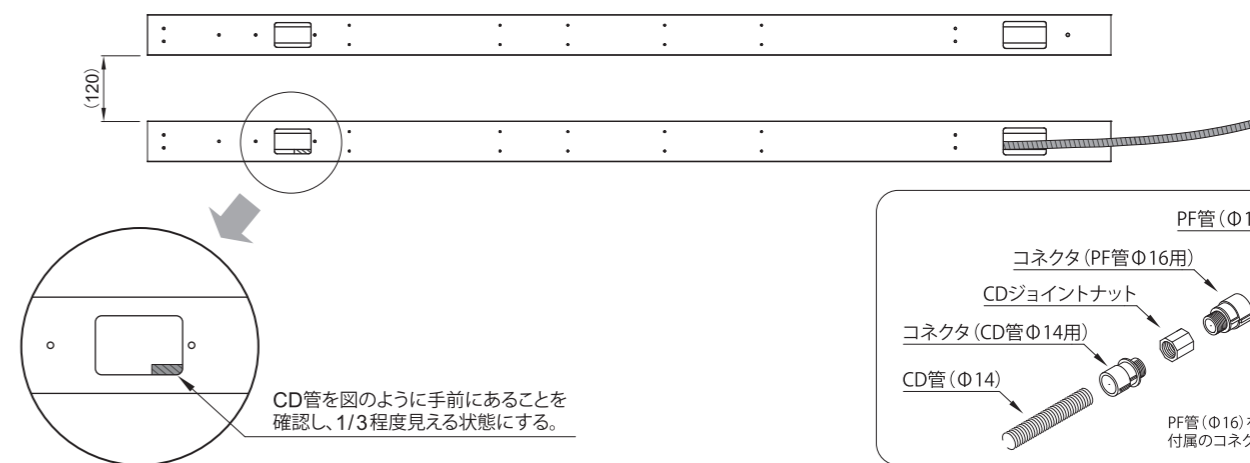 (120)
CD管を図のように手前にあることを
確認し、1/3程度見える状態にする。
PF管(Φ1
コネクタ(PF管Φ16用)
CDジョイントナット
コネクタ(CD管Φ14用)
CD管(Φ14)
PF管(Φ16)
付属のコネク